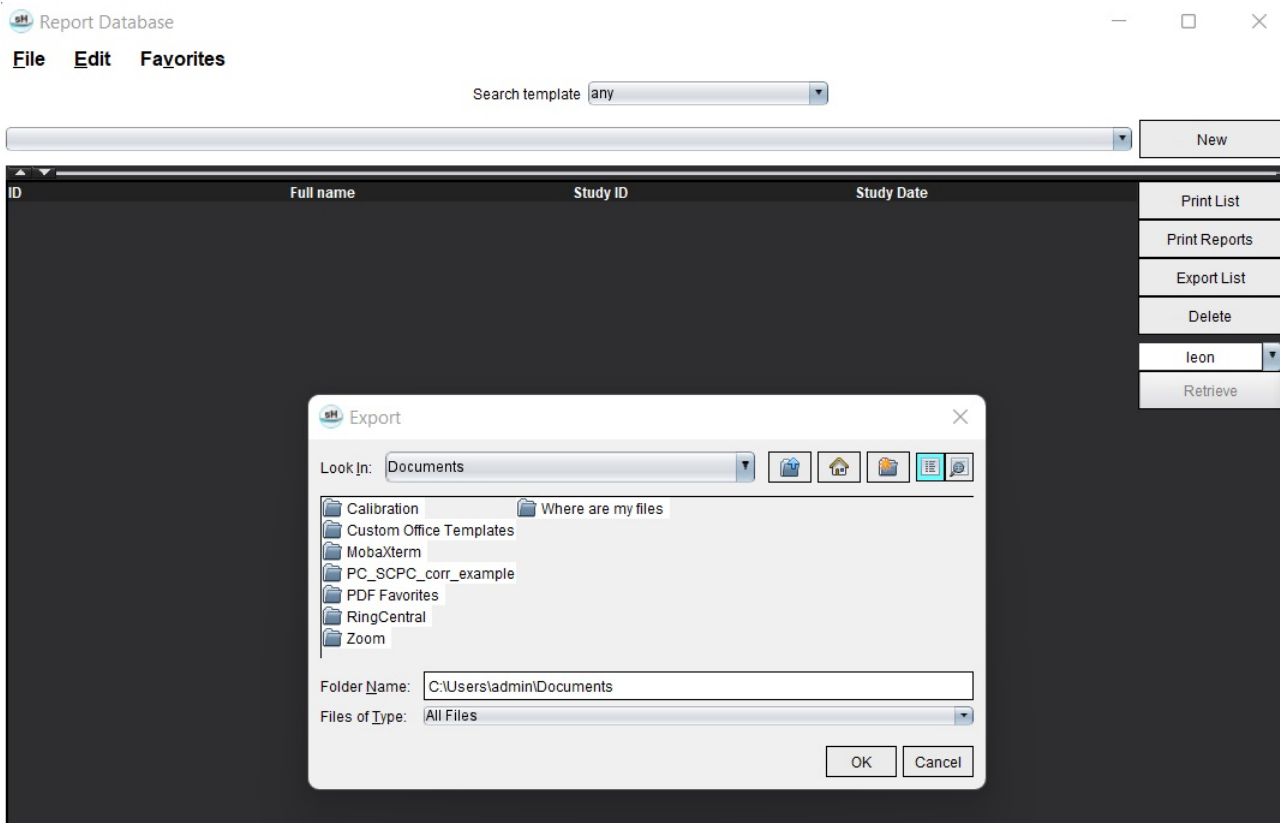 sH Report Database
File Edit Favorites
Search template any
New
ID Full name Study ID Study Date
Print List
Print Reports
Export List
Delete
leon
Retrieve
sH Export
Look In: Documents
Calibration Where are my files
Custom Office Templates
MobaXterm
PC_SCPC_corr_example
PDF Favorites
RingCentral
Zoom
Folder Name: C:\Users\admin\Documents
Files of Type: All Files
OK Cancel